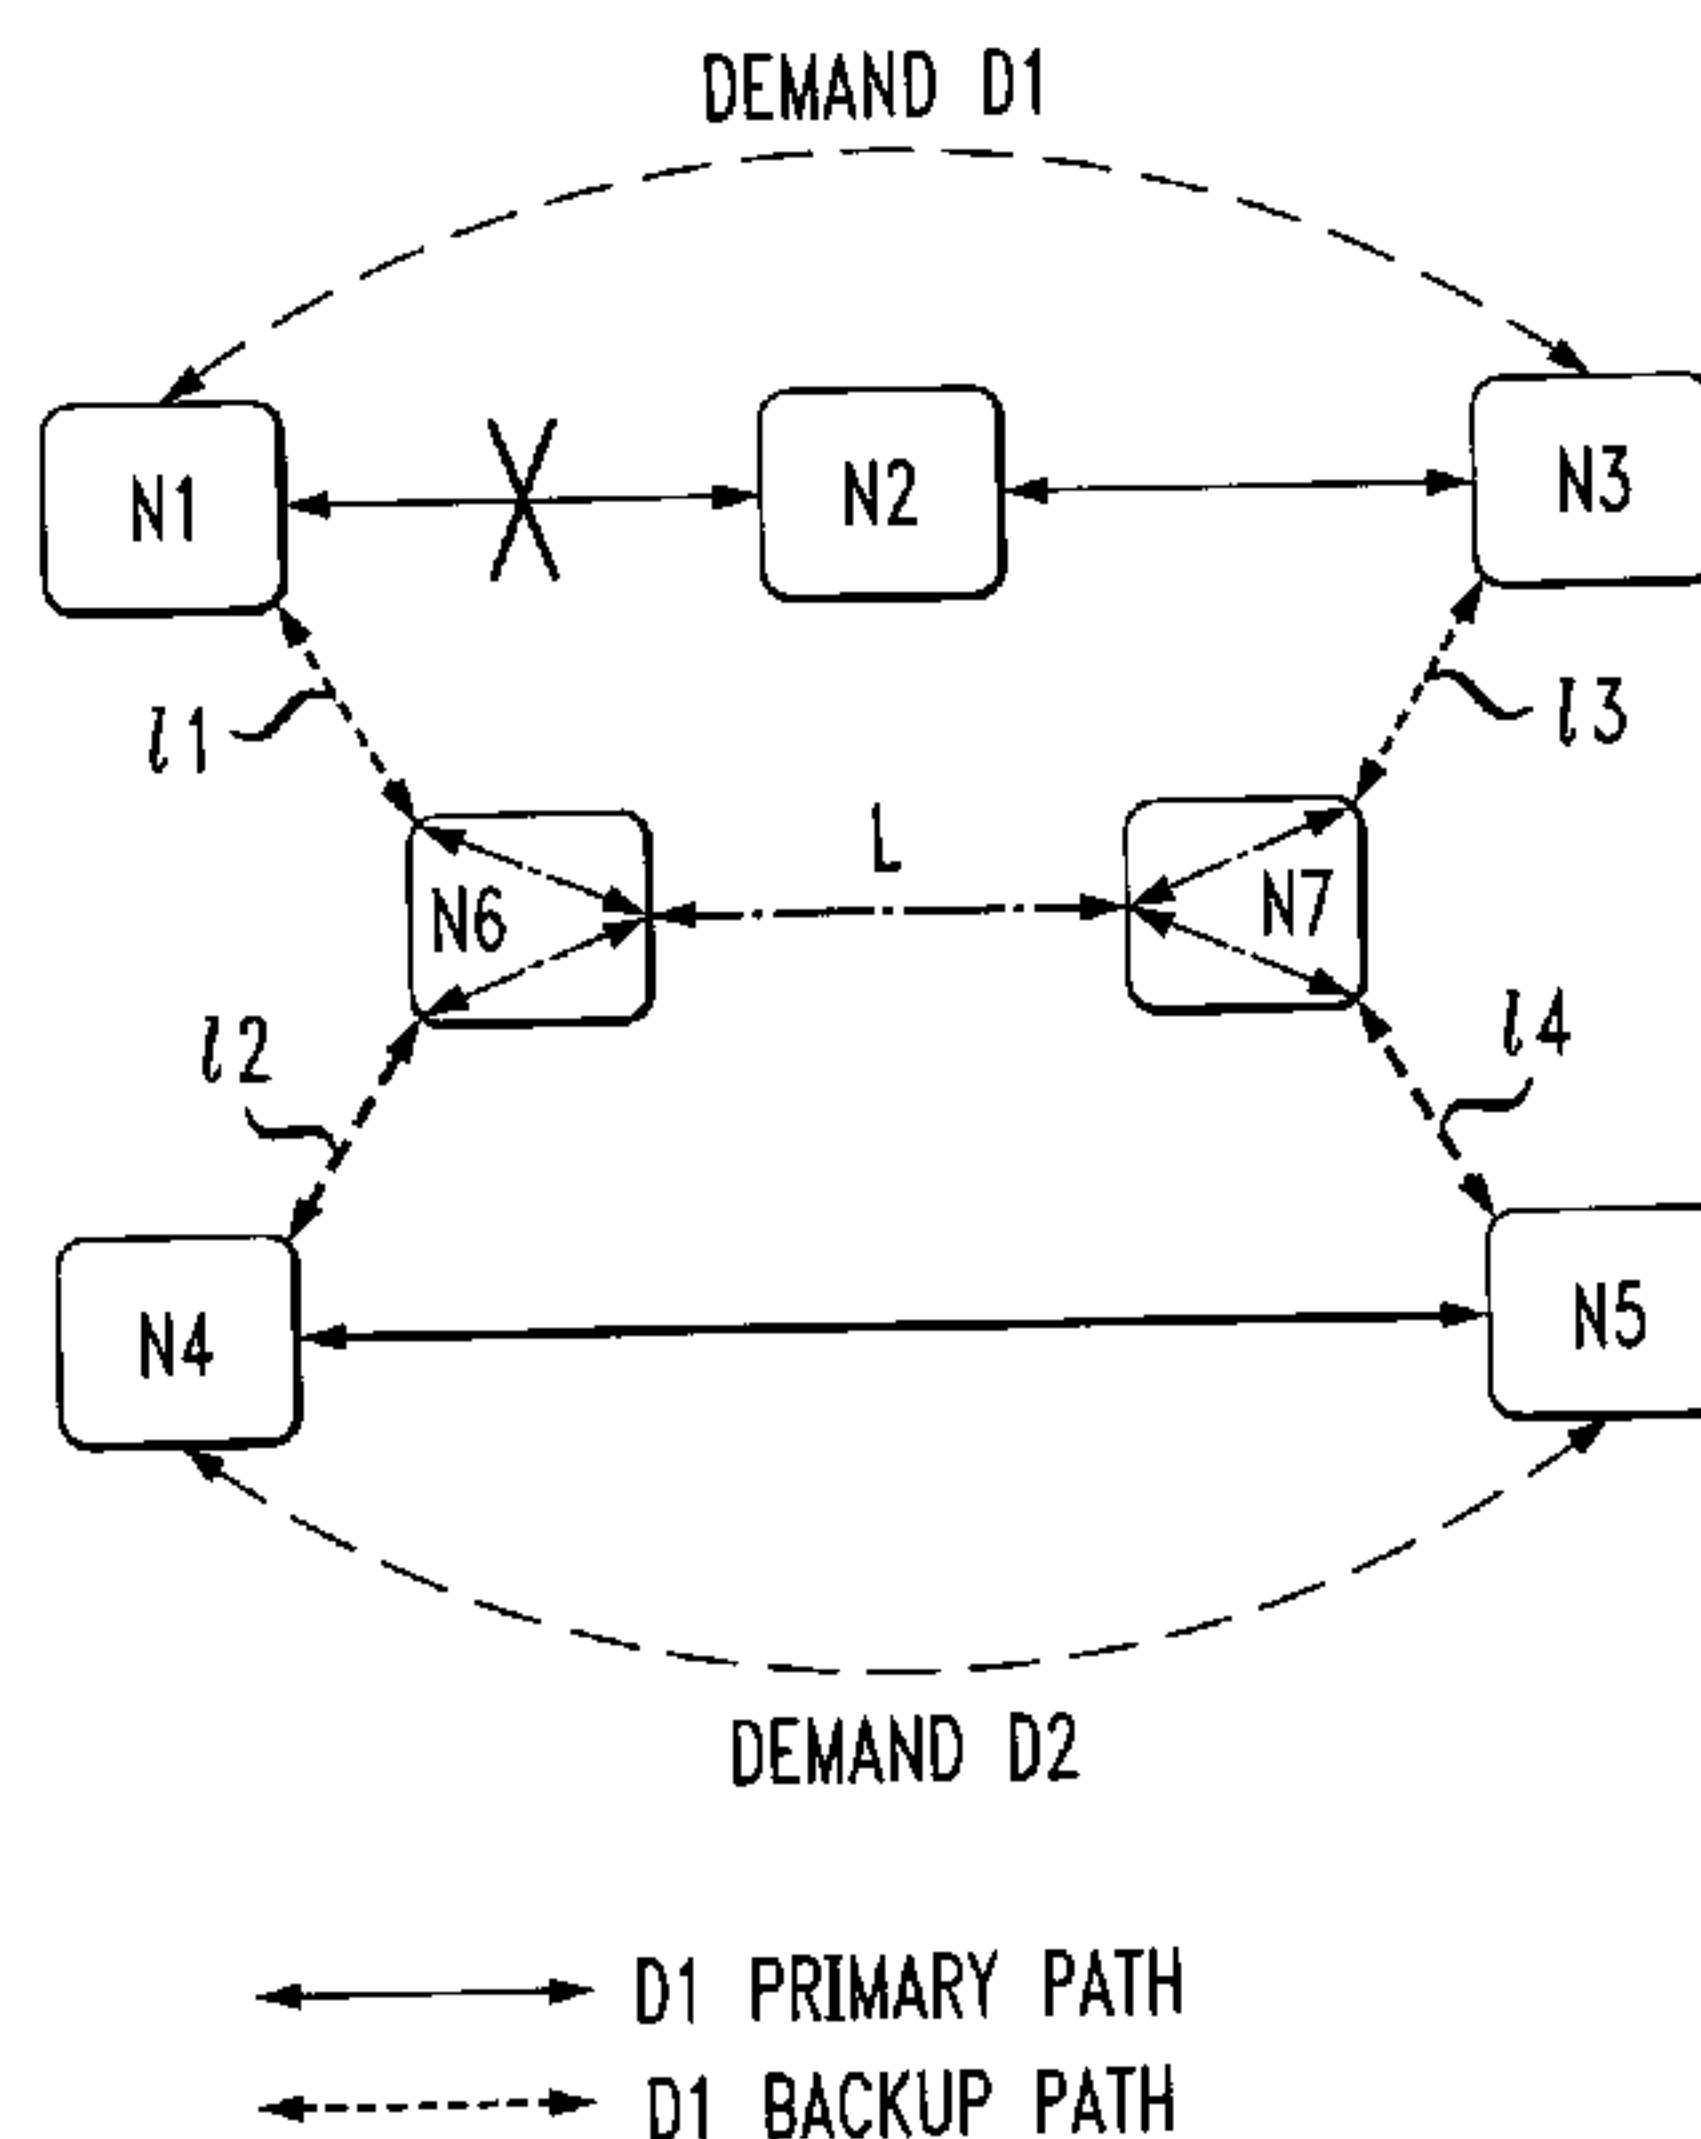 DEMAND D1
N1
N2
N3
l1
l3
L
N6
N7
l2
l4
N4
N5
DEMAND D2
D1 PRIMARY PATH
D1 BACKUP PATH